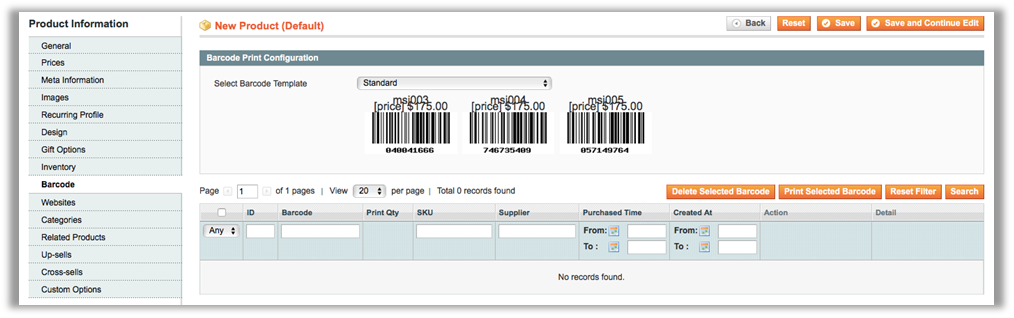 Product Information
General
Prices
Meta Information
Images
Recurring Profile
Design
Gift Options
Inventory
Barcode
Websites
Categories
Related Products
Up-sells
Cross-sells
Custom Options
New Product (Default)
Back Reset Save Save and Continue Edit
Barcode Print Configuration
Select Barcode Template Standard
msi003 msi004 msi005
[price] $175.00 [price] $175.00 [price] $175.00
040841666 746735409 057149764
Page 1 of 1 pages | View 20 per page | Total 0 records found
Delete Selected Barcode Print Selected Barcode Reset Filter Search
ID Barcode Print Qty SKU Supplier Purchased Time Created At Action Detail
Any From: From:
To : To :
No records found.